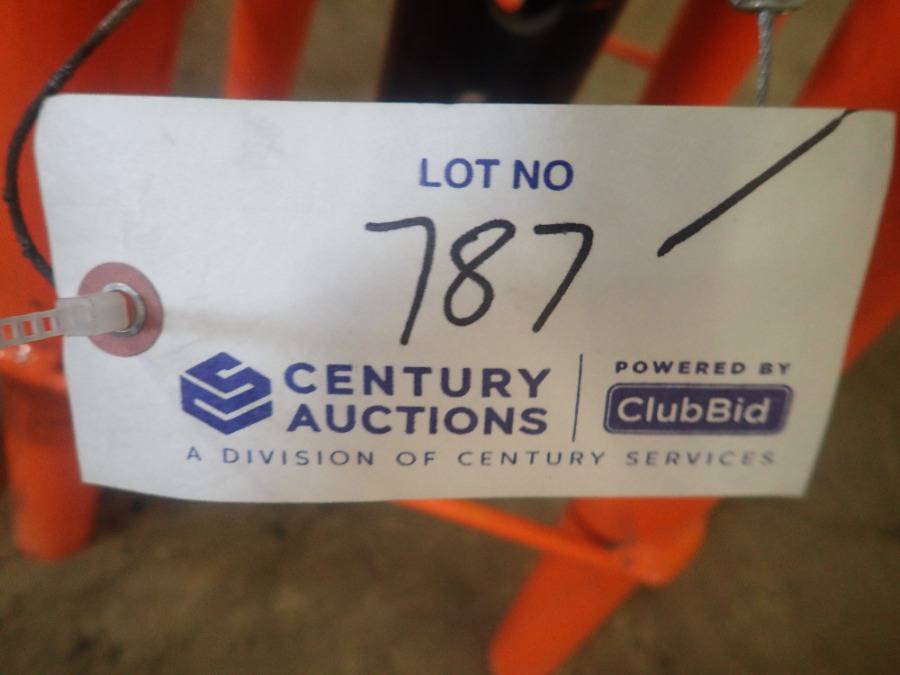 LOT NO
787
CENTURY
AUCTIONS
POWERED BY
ClubBid
A DIVISION OF CENTURY SERVICES